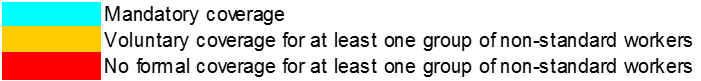 Mandatory coverage
Voluntary coverage for at least one group of non-standard workers
No formal coverage for at least one group of non-standard workers